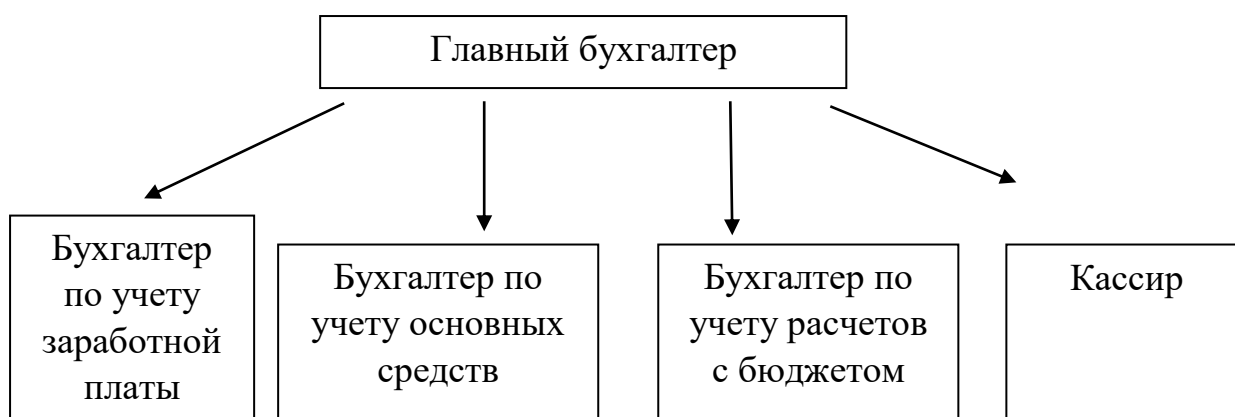 Главный бухгалтер
Бухгалтер
по учету
заработной
платы
Бухгалтер по
учету основных
средств
Бухгалтер по
учету расчетов
с бюджетом
Кассир